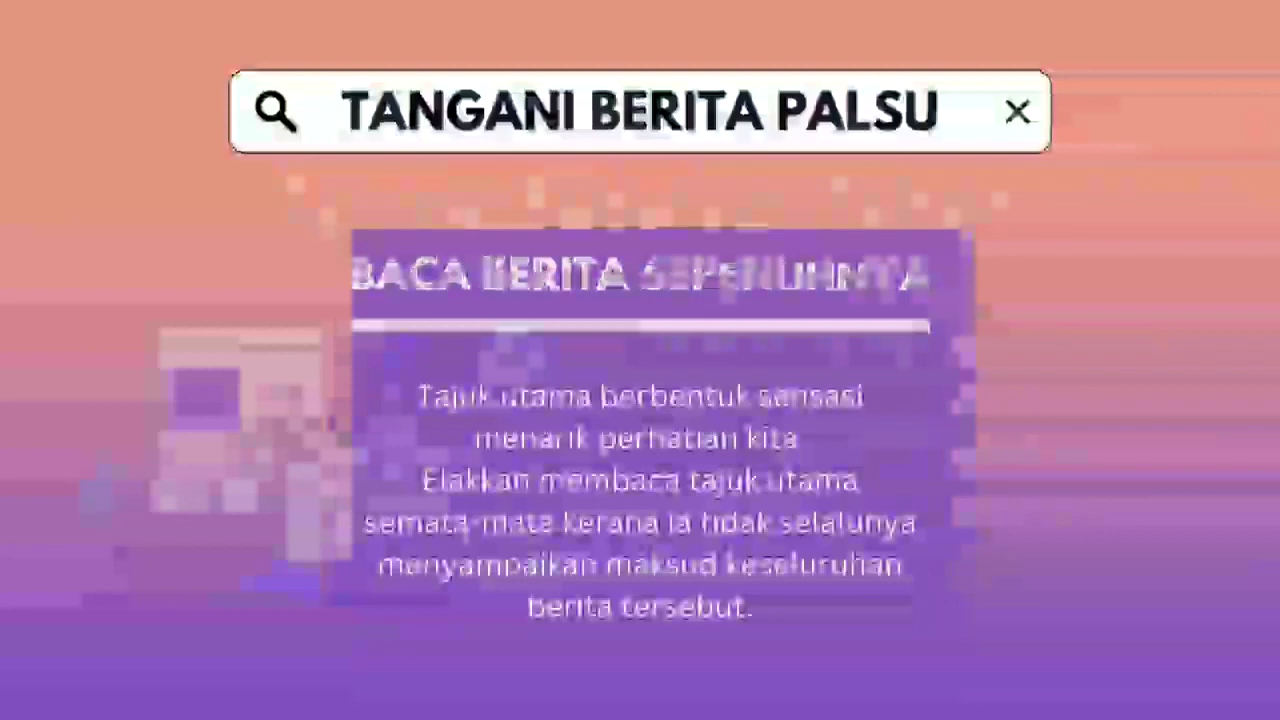 TANGANI BERITA PALSU
BACA BERITA SEPENUHNYA
Tajuk utama berbentuk sensasi
menarik perhatian kita
Elakkan membaca tajuk utama
semata-mata kerana ia tidak selalunya
menyampaikan maksud keseluruhan
berita tersebut.